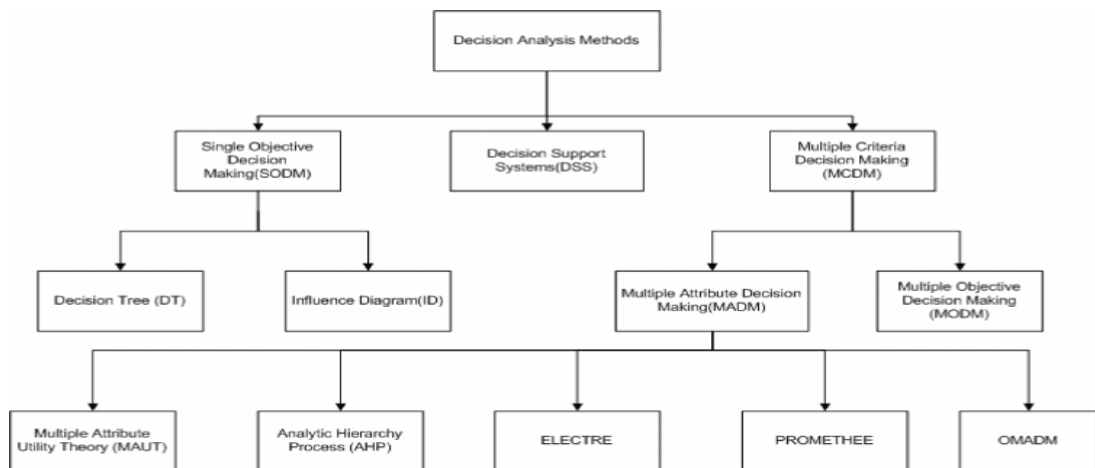 Decision Analysis Methods
Single Objective
Decision
Making(SODM)
Decision Support
Systems(DSS)
Multiple Criteria
Decision Making
(MCDM)
Decision Tree (DT)
Influence Diagram(ID)
Multiple Attribute Decision
Making(MADM)
Multiple Objective
Decision Making
(MODM)
Multiple Attribute
Utility Theory (MAUT)
Analytic Hierarchy
Process (AHP)
ELECTRE
PROMETHEE
OMADM